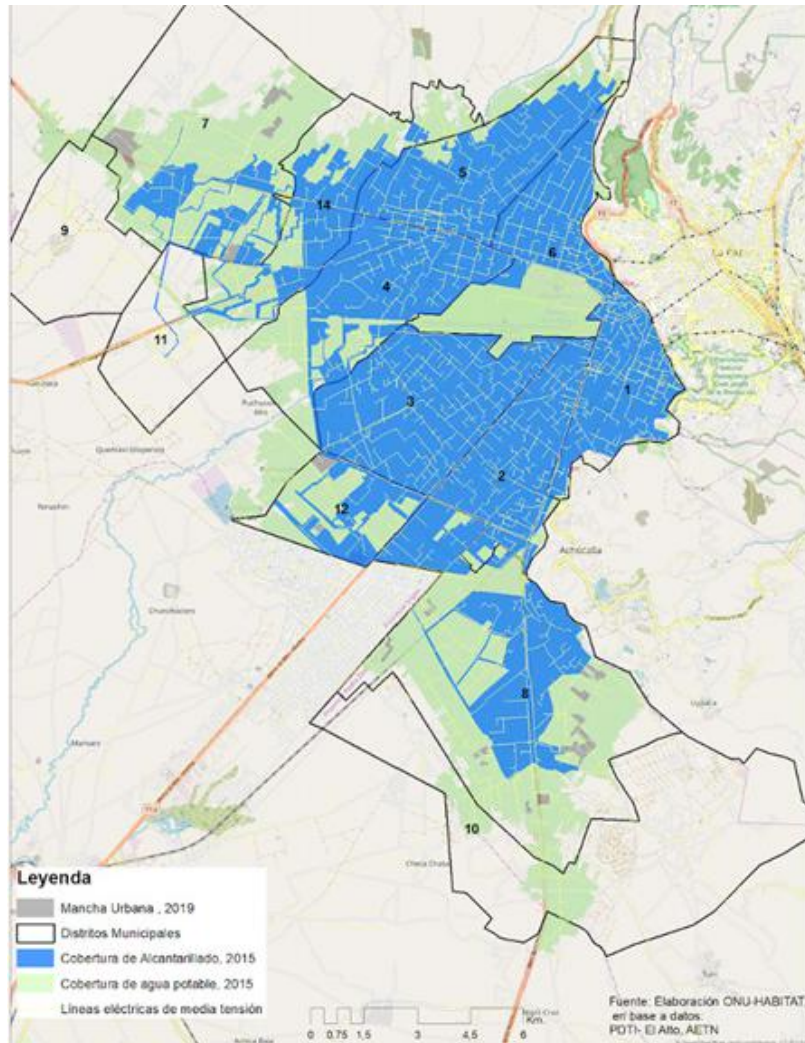 7
5
14
9
6
4
11
3
1
2
12
8
10
La Paz
Achocalla
Leyenda
Mancha Urbana , 2019
Distritos Municipales
Cobertura de Alcantarillado, 2015
Cobertura de agua potable, 2015
Líneas eléctricas de media tensión
0 0.75 1,5 3 4,5 6
Km.
Fuente: Elaboración ONU-HABITAT
en base a datos:
PDTI- El Alto, AETN